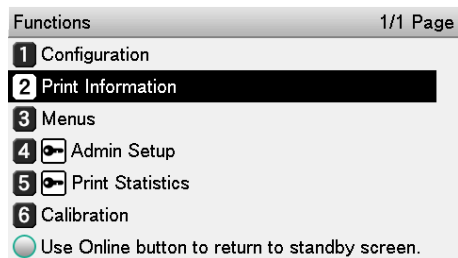 Functions 1/1 Page
1 Configuration
2 Print Information
3 Menus
4 Admin Setup
5 Print Statistics
6 Calibration
Use Online button to return to standby screen.